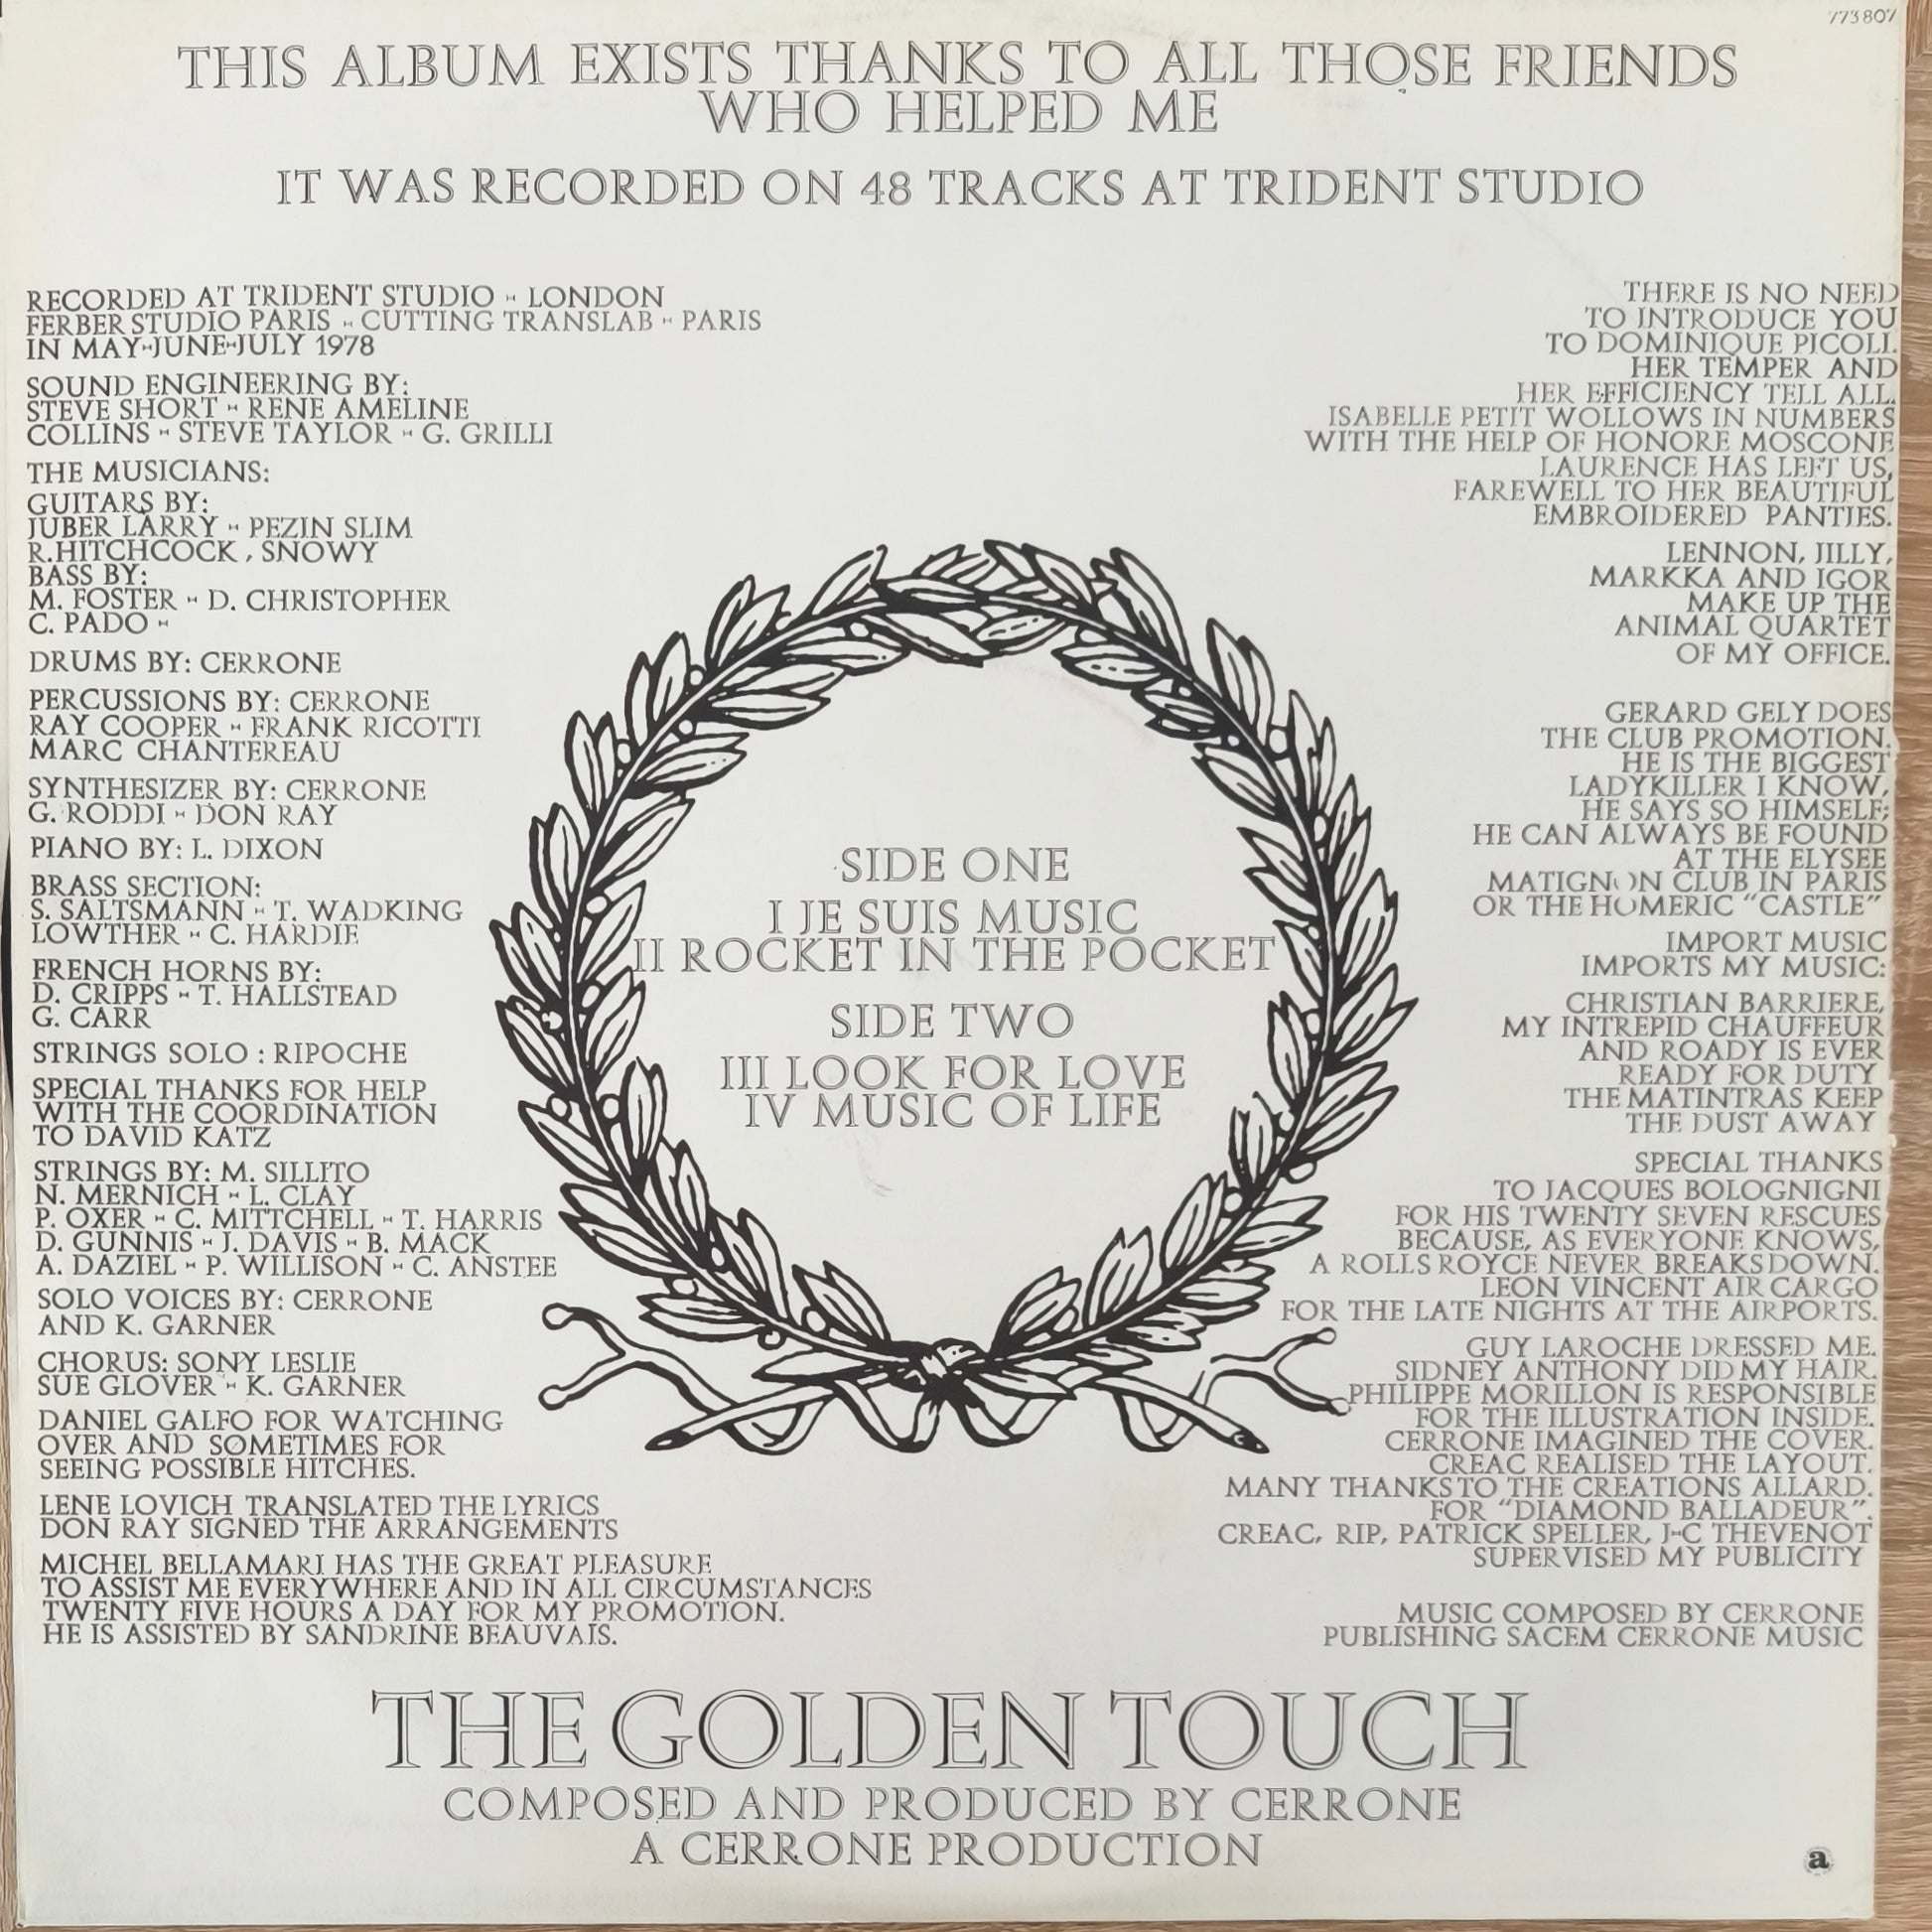 773807
THIS ALBUM EXISTS THANKS TO ALL THOSE FRIENDS
WHO HELPED ME
IT WAS RECORDED ON 48 TRACKS AT TRIDENT STUDIO
RECORDED AT TRIDENT STUDIO - LONDON
FERBER STUDIO PARIS - CUTTING TRANSLAB - PARIS
IN MAY-JUNE-JULY 1978
SOUND ENGINEERING BY:
STEVE SHORT - RENE AMELINE
COLLINS - STEVE TAYLOR - G. GRILLI
THE MUSICIANS:
GUITARS BY:
JUBER LARRY - PEZIN SLIM
R.HITCHCOCK, SNOWY
BASS BY:
M. FOSTER - D. CHRISTOPHER
C. PADO -
DRUMS BY: CERRONE
PERCUSSIONS BY: CERRONE
RAY COOPER - FRANK RICOTTI
MARC CHANTEREAU
SYNTHESIZER BY: CERRONE
G. RODDI - DON RAY
PIANO BY: L. DIXON
BRASS SECTION:
S. SALTSMANN - T. WADKING
LOWTHER - C. HARDIE
FRENCH HORNS BY:
D. CRIPPS - T. HALLSTEAD
G. CARR
STRINGS SOLO : RIPOCHE
SPECIAL THANKS FOR HELP
WITH THE COORDINATION
TO DAVID KATZ
STRINGS BY: M. SILLITO
N. MERNICH - L. CLAY
P. OXER - C. MITTCHELL - T. HARRIS
D. GUNNIS - J. DAVIS - B. MACK
A. DAZIEL - P. WILLISON - C. ANSTEE
SOLO VOICES BY: CERRONE
AND K. GARNER
CHORUS: SONY LESLIE
SUE GLOVER - K. GARNER
DANIEL GALFO FOR WATCHING
OVER AND SOMETIMES FOR
SEEING POSSIBLE HITCHES.
LENE LOVICH TRANSLATED THE LYRICS
DON RAY SIGNED THE ARRANGEMENTS
MICHEL BELLAMARI HAS THE GREAT PLEASURE
TO ASSIST ME EVERYWHERE AND IN ALL CIRCUMSTANCES
TWENTY FIVE HOURS A DAY FOR MY PROMOTION.
HE IS ASSISTED BY SANDRINE BEAUVAIS.
SIDE ONE
I JE SUIS MUSIC
II ROCKET IN THE POCKET
SIDE TWO
III LOOK FOR LOVE
IV MUSIC OF LIFE
THERE IS NO NEED
TO INTRODUCE YOU
TO DOMINIQUE PICOLI.
HER TEMPER AND
HER EFFICIENCY TELL ALL.
ISABELLE PETIT WOLLOWS IN NUMBERS
WITH THE HELP OF HONORE MOSCONE
LAURENCE HAS LEFT US,
FAREWELL TO HER BEAUTIFUL
EMBROIDERED PANTIES.
LENNON, JILLY,
MARKKA AND IGOR
MAKE UP THE
ANIMAL QUARTET
OF MY OFFICE.
GERARD GELY DOES
THE CLUB PROMOTION.
HE IS THE BIGGEST
LADYKILLER I KNOW,
HE SAYS SO HIMSELF;
HE CAN ALWAYS BE FOUND
AT THE ELYSEE
MATIGNON CLUB IN PARIS
OR THE HOMERIC "CASTLE"
IMPORT MUSIC
IMPORTS MY MUSIC:
CHRISTIAN BARRIERE,
MY INTREPID CHAUFFEUR
AND ROADY IS EVER
READY FOR DUTY
THE MATINTRAS KEEP
THE DUST AWAY
SPECIAL THANKS
TO JACQUES BOLOGNIGNI
FOR HIS TWENTY SEVEN RESCUES
BECAUSE, AS EVERYONE KNOWS,
A ROLLS ROYCE NEVER BREAKS DOWN.
LEON VINCENT AIR CARGO
FOR THE LATE NIGHTS AT THE AIRPORTS.
GUY LAROCHE DRESSED ME.
SIDNEY ANTHONY DID MY HAIR.
PHILIPPE MORILLON IS RESPONSIBLE
FOR THE ILLUSTRATION INSIDE.
CERRONE IMAGINED THE COVER.
CREAC REALISED THE LAYOUT.
MANY THANKS TO THE CREATIONS ALLARD.
FOR "DIAMOND BALLADEUR".
CREAC, RIP, PATRICK SPELLER, J-C THEVENOT
SUPERVISED MY PUBLICITY
MUSIC COMPOSED BY CERRONE
PUBLISHING SACEM CERRONE MUSIC
THE GOLDEN TOUCH
COMPOSED AND PRODUCED BY CERRONE
A CERRONE PRODUCTION
a